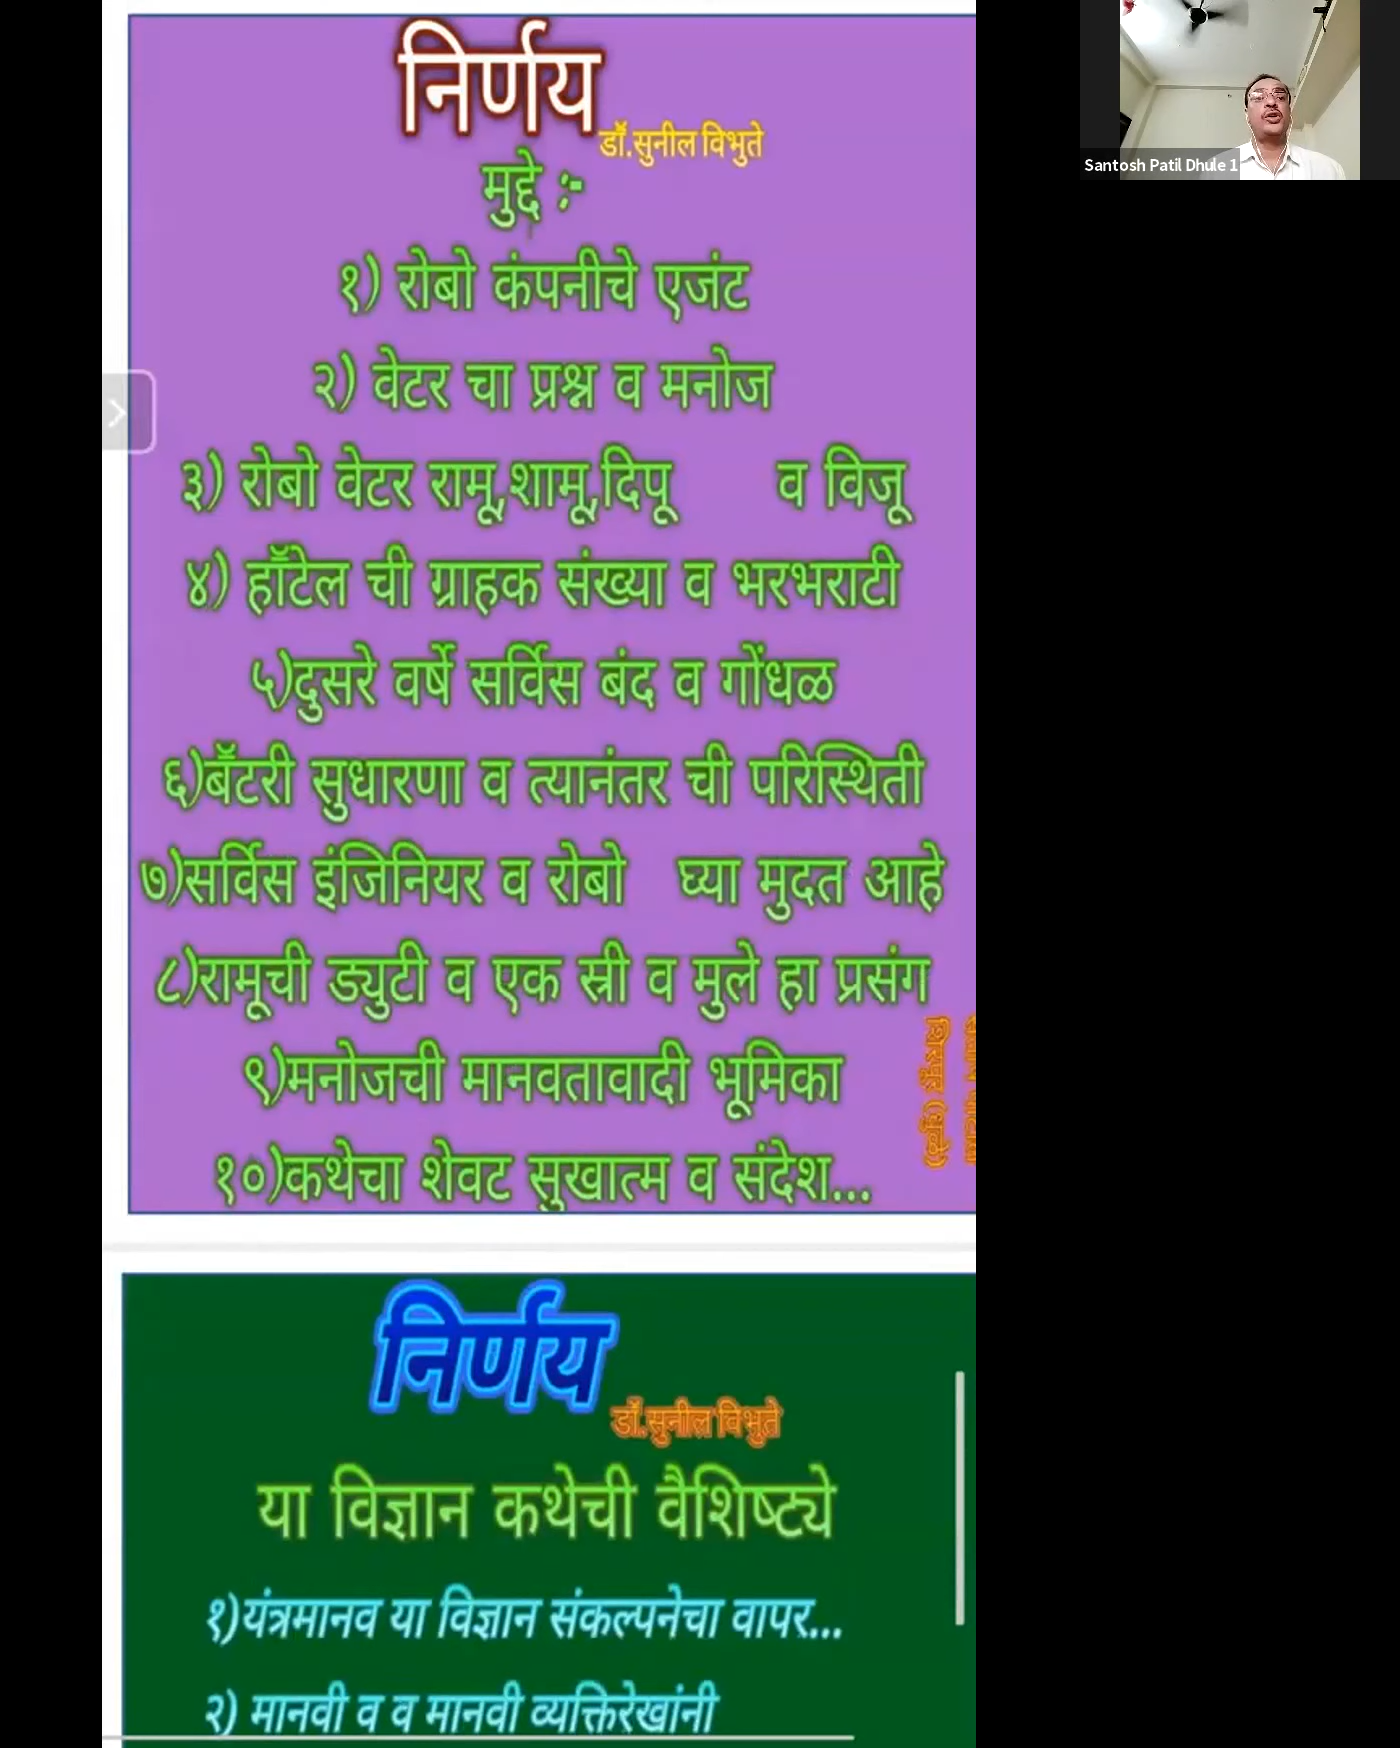 निर्णय
डॉ.सुनील विभुते
मुद्दे :-
१) रोबो कंपनीचे एजंट
२) वेटर चा प्रश्न व मनोज
३) रोबो वेटर रामू,शामू,दिपू व विजू
४) हॉटेल ची ग्राहक संख्या व भरभराटी
५)दुसरे वर्षे सर्विस बंद व गोंधळ
६)बॅटरी सुधारणा व त्यानंतर ची परिस्थिती
७)सर्विस इंजिनियर व रोबो घ्या मुदत आहे
८)रामूची ड्युटी व एक स्री व मुले हा प्रसंग
९)मनोजची मानवतावादी भूमिका
१०)कथेचा शेवट सुखात्म व संदेश...
शिरपूर (धुळे)
निर्णय
डॉ.सुनील विभुते
या विज्ञान कथेची वैशिष्ट्ये
१)यंत्रमानव या विज्ञान संकल्पनेचा वापर...
२) मानवी व व मानवी व्यक्तिरेखांनी
Santosh Patil Dhule 1